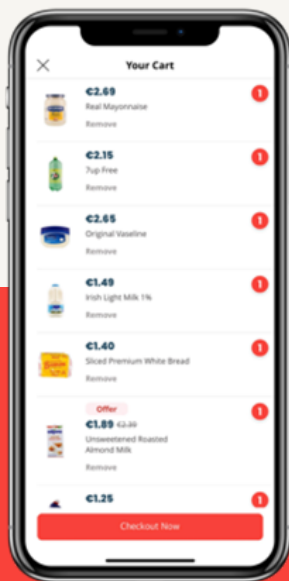 Your Cart
€2.69
1
Real Mayonnaise
Remove
€2.15
1
7up Free
Remove
€2.65
1
Original Vaseline
Remove
€1.49
1
Irish Light Milk 1%
Remove
€1.40
1
Sliced Premium White Bread
Remove
Offer
€1.89 €2.39
1
Unsweetened Roasted
Almond Milk
Remove
€1.25
1
Checkout Now